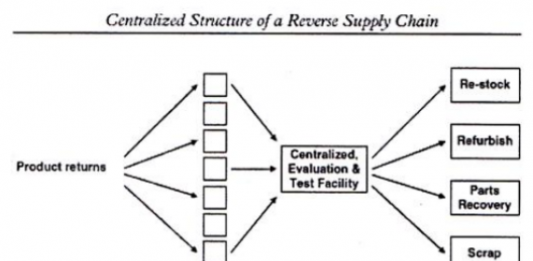 Centralized Structure of a Reverse Supply Chain
Re-stock
Refurbish
Product returns
Centralized,
Evaluation &
Test Facility
Parts
Recovery
Scrap